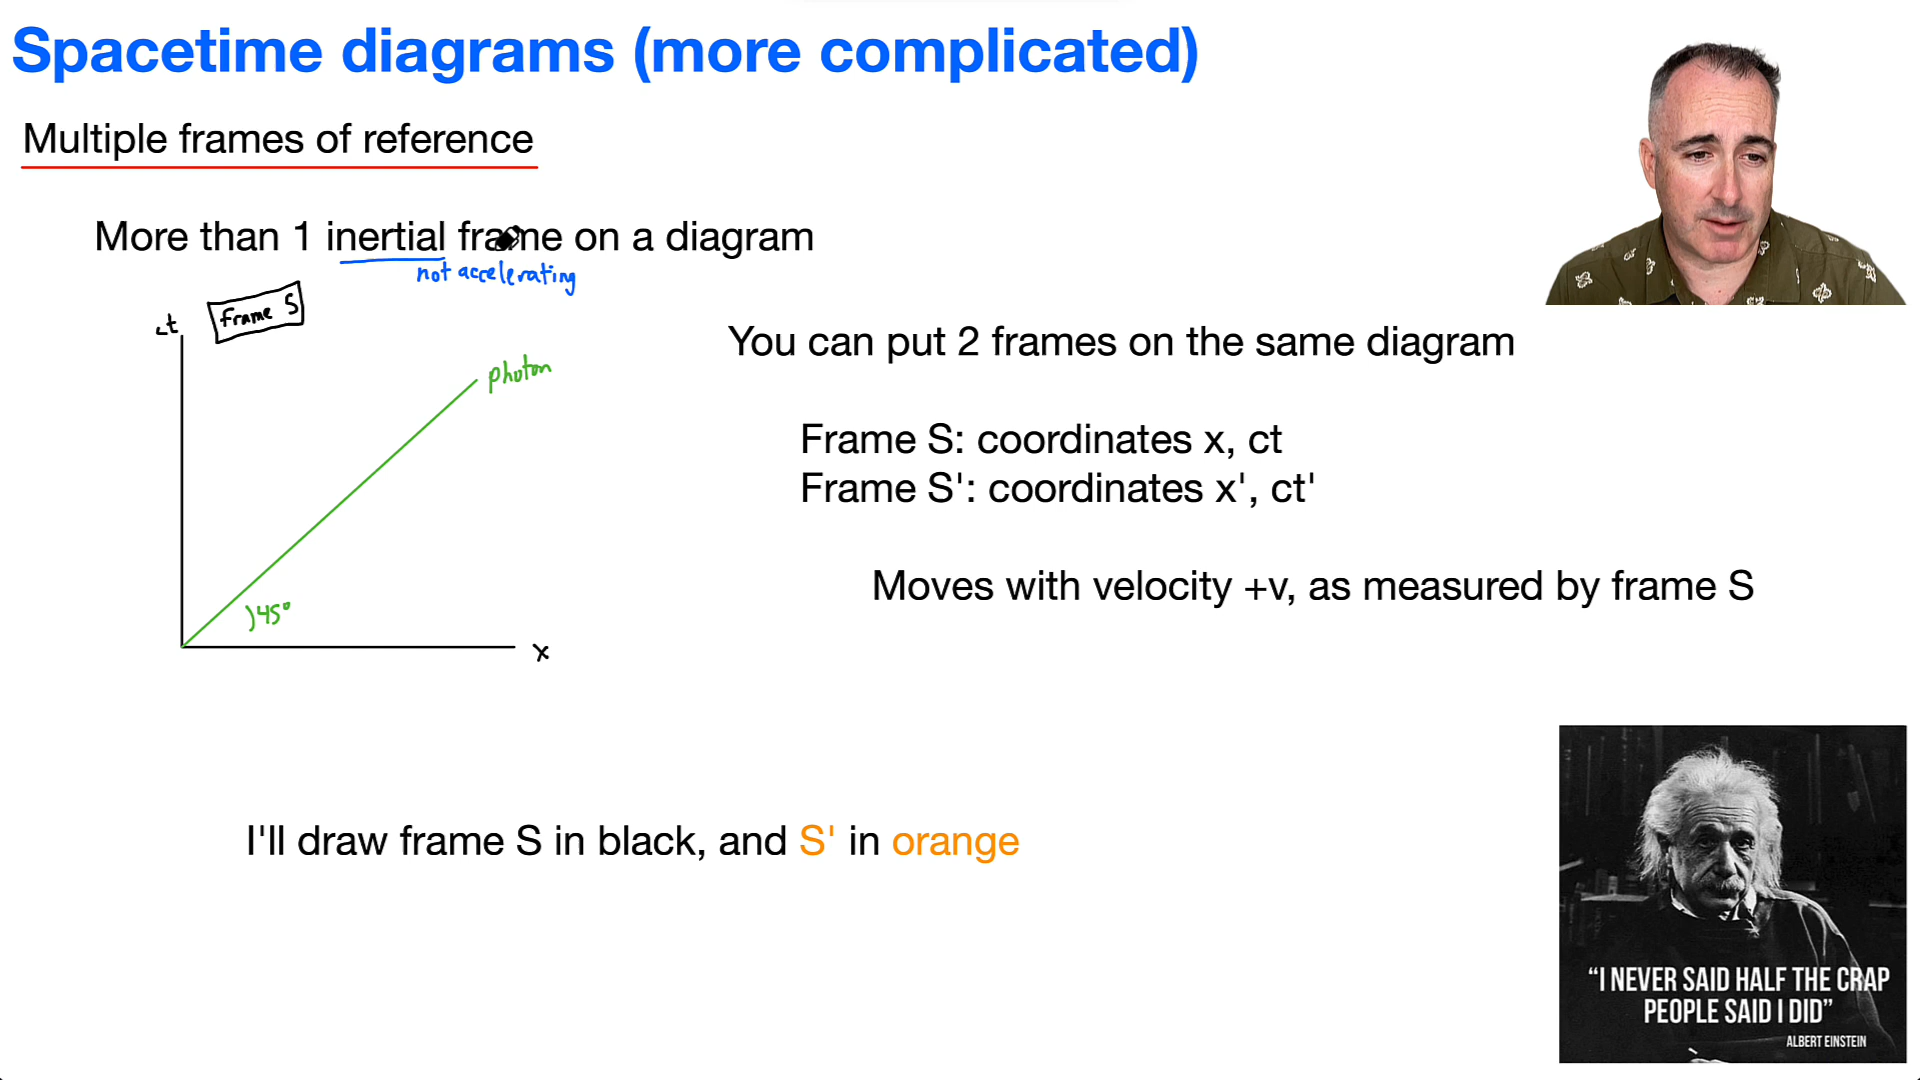 Spacetime diagrams (more complicated)
Multiple frames of reference
More than 1 inertial frame on a diagram
not accelerating
frame S
ct
photon
45°
x
You can put 2 frames on the same diagram
Frame S: coordinates x, ct
Frame S': coordinates x', ct'
Moves with velocity +v, as measured by frame S
I'll draw frame S in black, and S' in orange
“I NEVER SAID HALF THE CRAP
PEOPLE SAID I DID”
ALBERT EINSTEIN